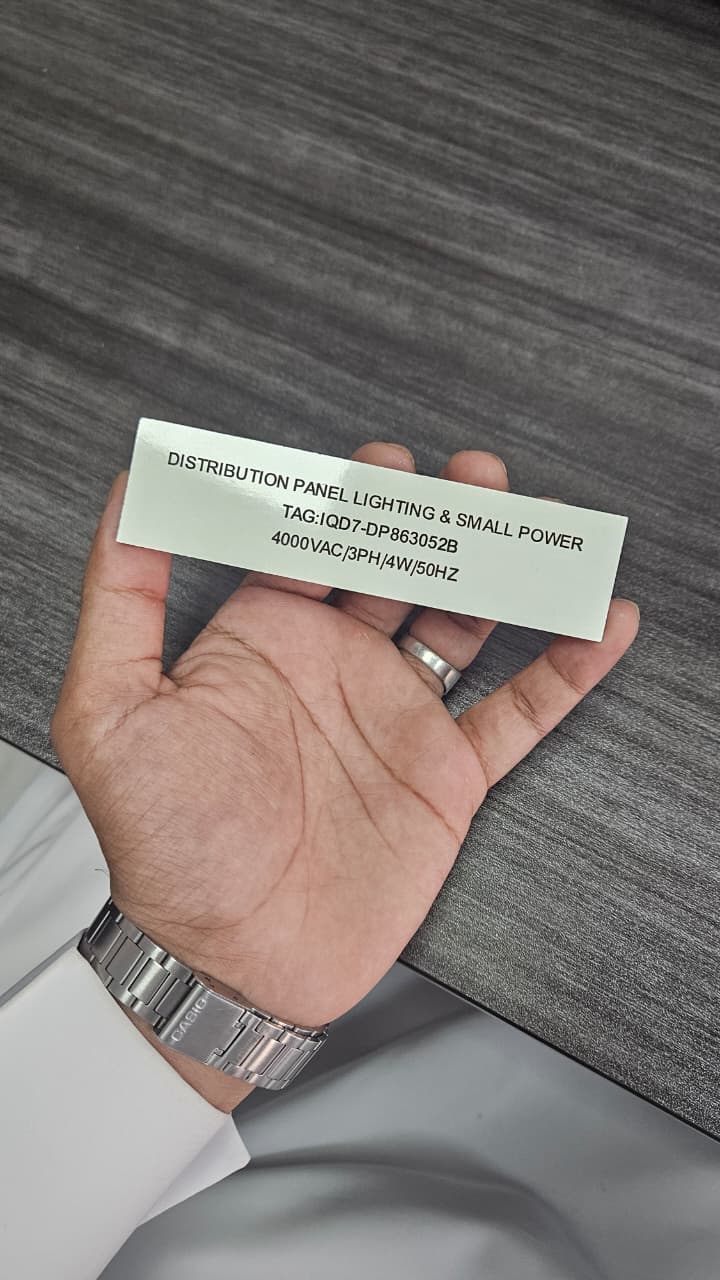 DISTRIBUTION PANEL LIGHTING & SMALL POWER
TAG:IQD7-DP863052B
4000VAC/3PH/4W/50HZ
CASIO